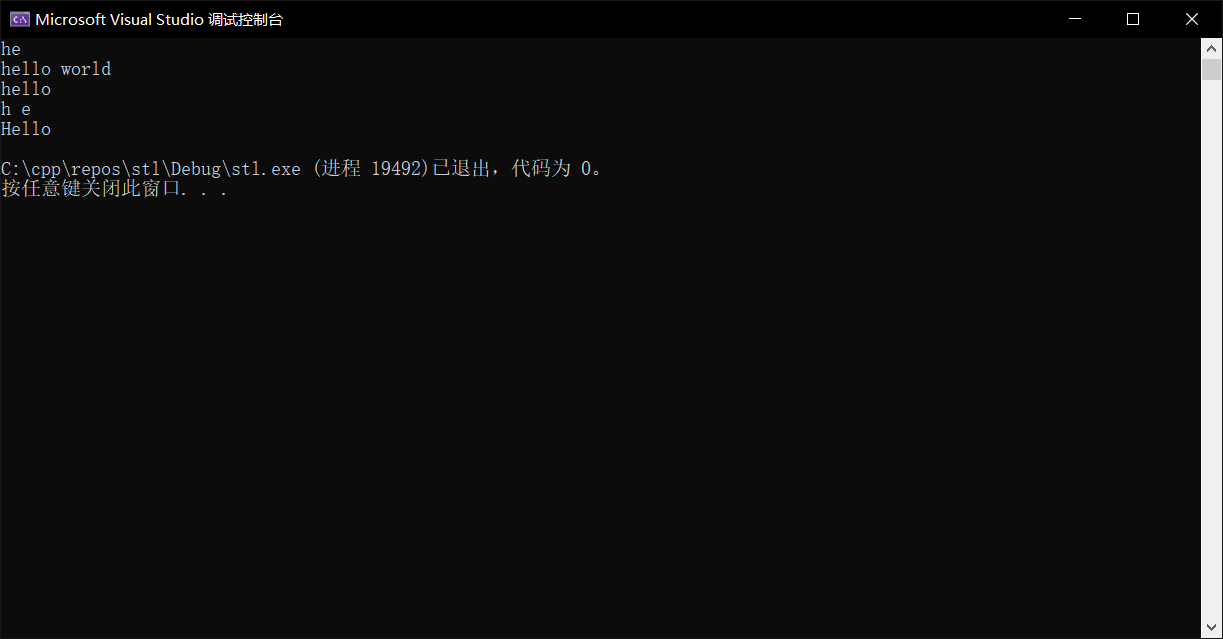 Microsoft Visual Studio 调试控制台
he
hello world
hello
h e
Hello
C:\cpp\repos\stl\Debug\stl.exe (进程 19492)已退出，代码为 0。
按任意键关闭此窗口. . .